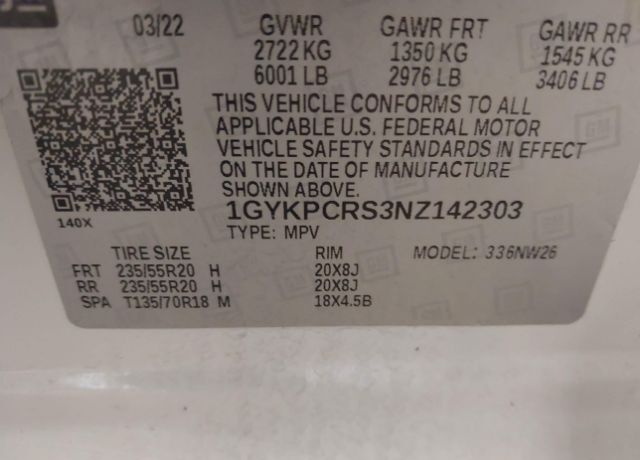 03/22 GVWR GAWR FRT GAWR RR
2722 KG 1350 KG 1545 KG
6001 LB 2976 LB 3406 LB
THIS VEHICLE CONFORMS TO ALL
APPLICABLE U.S. FEDERAL MOTOR
VEHICLE SAFETY STANDARDS IN EFFECT
ON THE DATE OF MANUFACTURE
SHOWN ABOVE.
1GYKPCRS3NZ142303
140X
TYPE: MPV
TIRE SIZE RIM MODEL: 336NW26
FRT 235/55R20 H 20X8J
RR 235/55R20 H 20X8J
SPA T135/70R18 M 18X4.5B